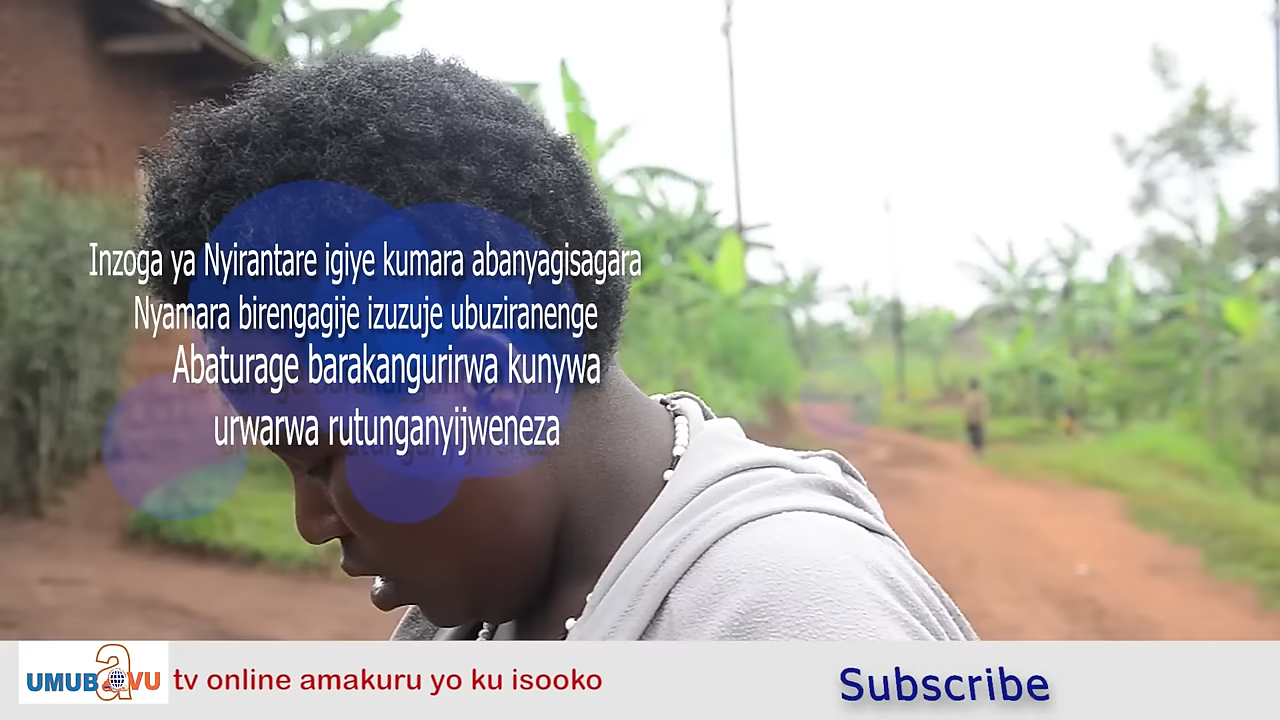 Inzoga ya Nyirantare igiye kumara abanyagisagara
Nyamara birengagije izuzuje ubuziranenge
Abaturage barakangurirwa kunywa
urwarwa rutunganyijweneza
UMUBaVU tv online amakuru yo ku isooko
Subscribe